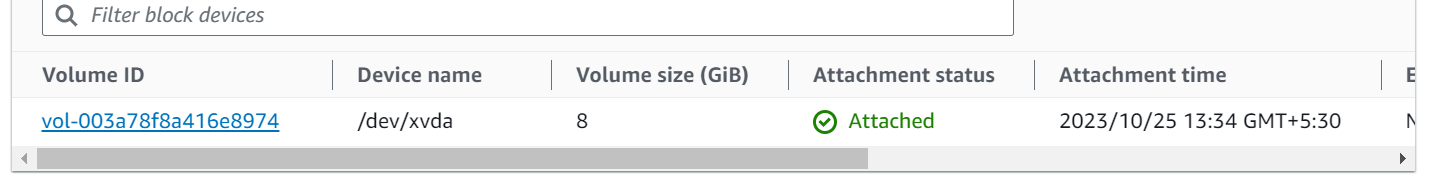 Filter block devices
Volume ID Device name Volume size (GiB) Attachment status Attachment time
vol-003a78f8a416e8974 /dev/xvda 8 Attached 2023/10/25 13:34 GMT+5:30